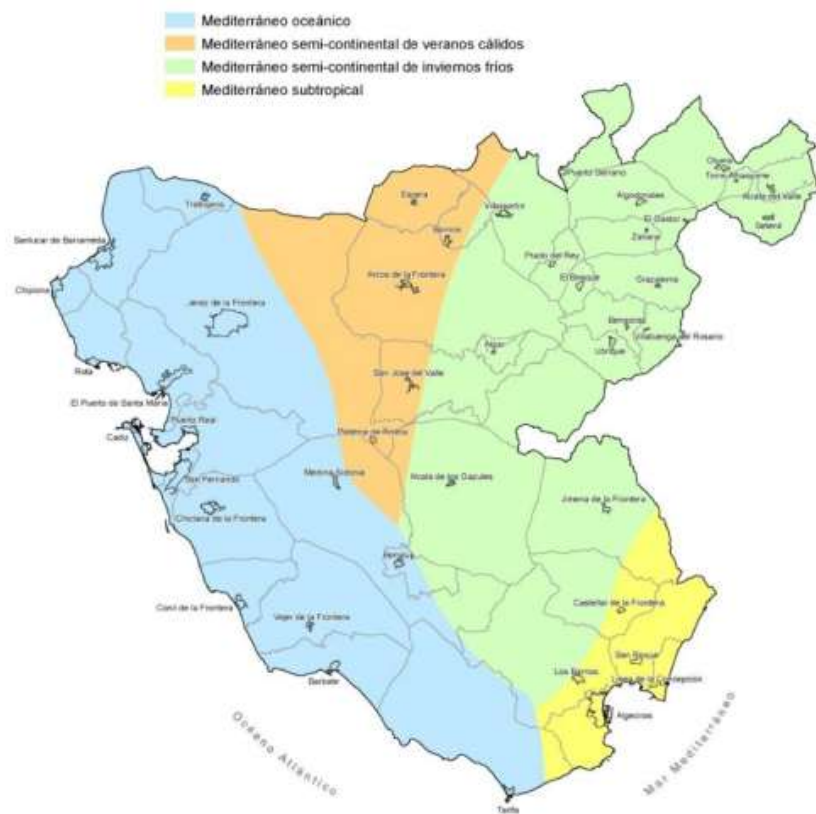 Mediterráneo oceánico
Mediterráneo semi-continental de veranos cálidos
Mediterráneo semi-continental de inviernos fríos
Mediterráneo subtropical
Puerto Serrano
Olvera
Torre Alhaquime
Alcalá del Valle
Setenil
Trebujena
Espera
Villamartín
Algodonales
El Gastor
Zahara
Bornos
Sanlúcar de Barrameda
Prado del Rey
El Bosque
Grazalema
Arcos de la Frontera
Chipiona
Jerez de la Frontera
Benaocaz
Villaluenga del Rosario
Ubrique
Algar
Rota
San José del Valle
El Puerto de Santa María
Puerto Real
Cádiz
Paterna de Rivera
Medina Sidonia
Alcalá de los Gazules
San Fernando
Jimena de la Frontera
Chiclana de la Frontera
Benalup
Conil de la Frontera
Castellar de la Frontera
Vejer de la Frontera
San Roque
Los Barrios
Línea de la Concepción
Barbate
Algeciras
Océano Atlántico
Mar Mediterráneo
Tarifa